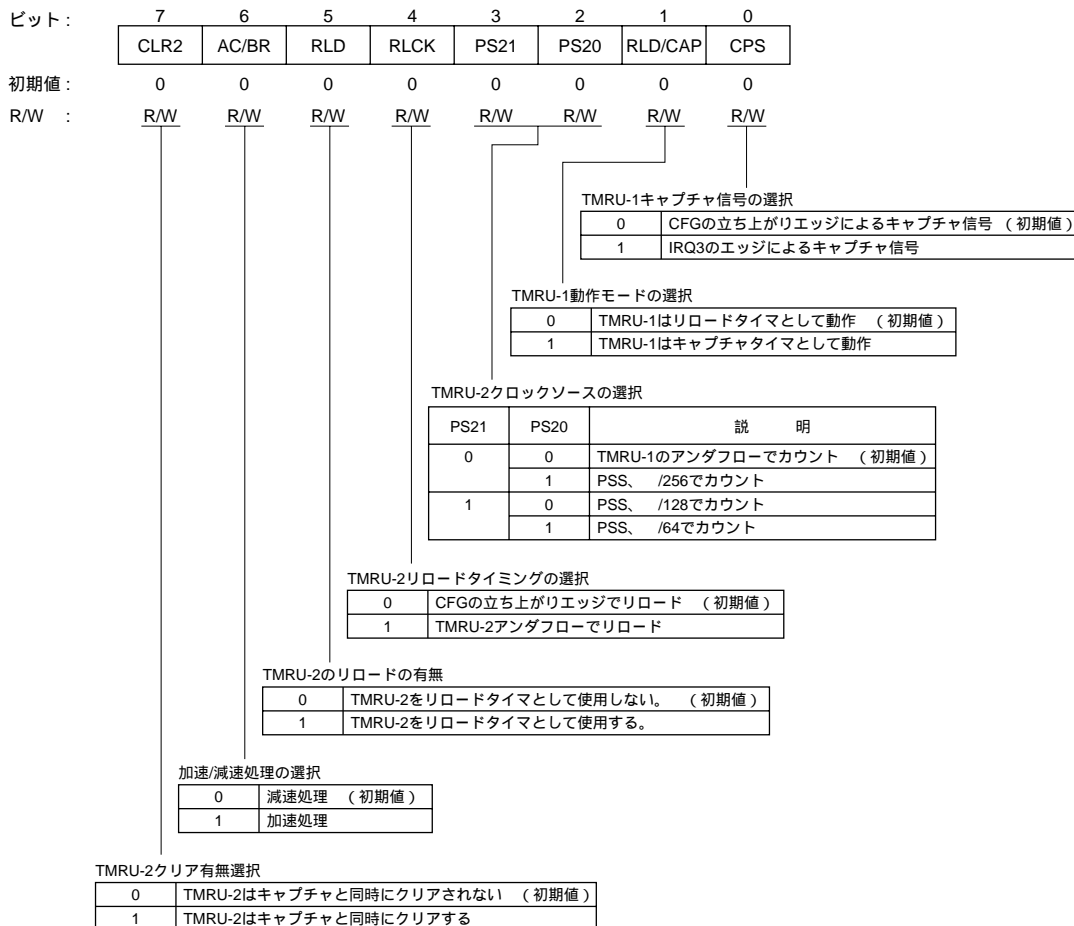 ビット : 7 6 5 4 3 2 1 0
CLR2 AC/BR RLD RLCK PS21 PS20 RLD/CAP CPS
初期値 : 0 0 0 0 0 0 0 0
R/W : R/W R/W R/W R/W R/W R/W R/W R/W
TMRU-1キャプチャ信号の選択
0 CFGの立ち上がりエッジによるキャプチャ信号 （初期値）
1 IRQ3のエッジによるキャプチャ信号
TMRU-1動作モードの選択
0 TMRU-1はリロードタイマとして動作 （初期値）
1 TMRU-1はキャプチャタイマとして動作
TMRU-2クロックソースの選択
PS21 PS20 説 明
0 0 TMRU-1のアンダフローでカウント （初期値）
1 PSS、 /256でカウント
1 0 PSS、 /128でカウント
1 PSS、 /64でカウント
TMRU-2リロードタイミングの選択
0 CFGの立ち上がりエッジでリロード （初期値）
1 TMRU-2アンダフローでリロード
TMRU-2のリロードの有無
0 TMRU-2をリロードタイマとして使用しない。 （初期値）
1 TMRU-2をリロードタイマとして使用する。
加速/減速処理の選択
0 減速処理 （初期値）
1 加速処理
TMRU-2クリア有無選択
0 TMRU-2はキャプチャと同時にクリアされない （初期値）
1 TMRU-2はキャプチャと同時にクリアする